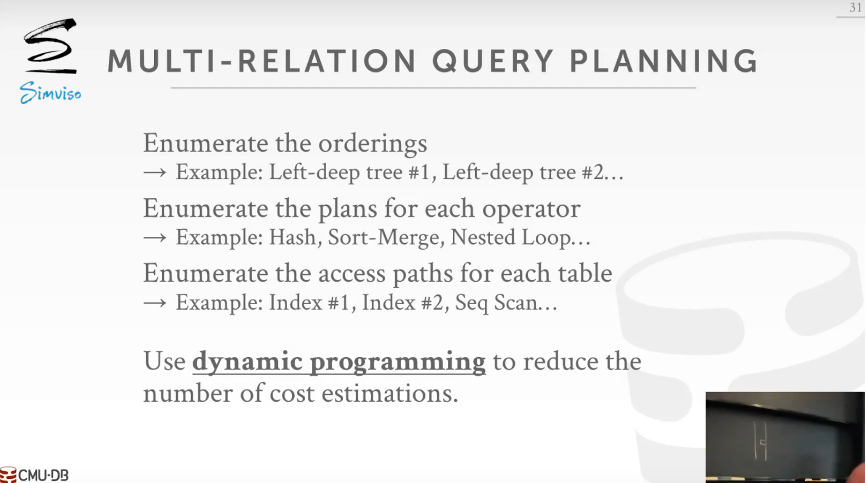 31
Simviso
MULTI-RELATION QUERY PLANNING
Enumerate the orderings
→ Example: Left-deep tree #1, Left-deep tree #2…
Enumerate the plans for each operator
→ Example: Hash, Sort-Merge, Nested Loop…
Enumerate the access paths for each table
→ Example: Index #1, Index #2, Seq Scan…
Use dynamic programming to reduce the
number of cost estimations.
CMU·DB